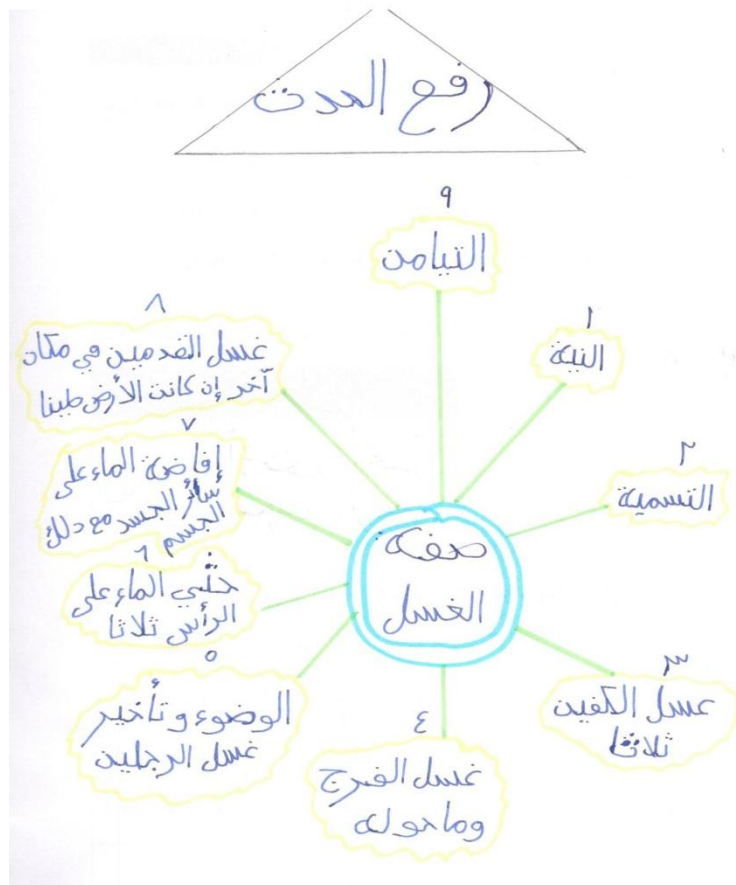 رفع الحدث
صفة
الغسل
١
النية
٢
التسمية
٣
غسل الكفين
ثلاثا
٤
غسل الفرج
وما حوله
٥
الوضوء وتأخير
غسل الرجلين
٦
حثي الماء على
الرأس ثلاثا
٧
إفاضة الماء على
سائر الجسد مع دلك
الجسم
٨
غسل القدمين في مكان
آخر إن كانت الأرض طينا
٩
التيامن